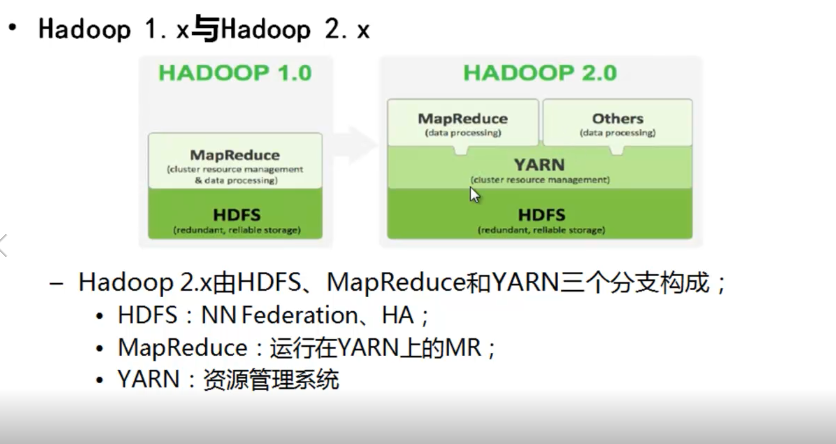 • Hadoop 1.x与Hadoop 2.x
HADOOP 1.0
MapReduce
(cluster resource management
& data processing)
HDFS
(redundant, reliable storage)
HADOOP 2.0
MapReduce
(data processing)
Others
(data processing)
YARN
(cluster resource management)
HDFS
(redundant, reliable storage)
– Hadoop 2.x由HDFS、MapReduce和YARN三个分支构成；
• HDFS：NN Federation、HA；
• MapReduce：运行在YARN上的MR；
• YARN：资源管理系统